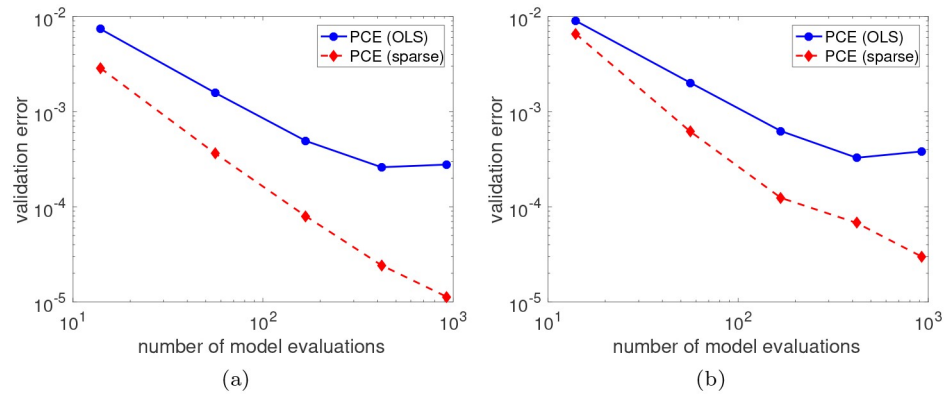 10^-2
10^-3
10^-4
10^-5
validation error
PCE (OLS)
PCE (sparse)
10^1
10^2
10^3
number of model evaluations
(a)
10^-2
10^-3
10^-4
10^-5
validation error
PCE (OLS)
PCE (sparse)
10^1
10^2
10^3
number of model evaluations
(b)